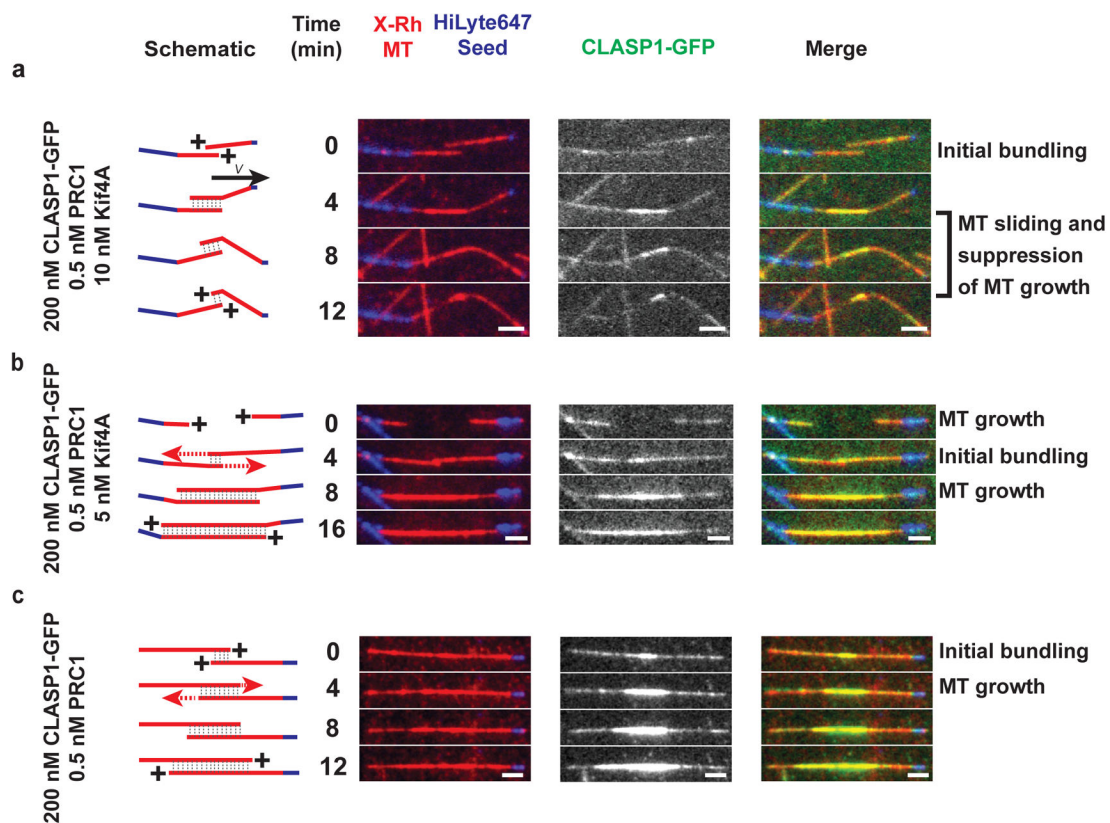 Schematic
Time
(min)
X-Rh
MT
HiLyte647
Seed
CLASP1-GFP
Merge
a
200 nM CLASP1-GFP
0.5 nM PRC1
10 nM Kif4A
+
+
V
+
+
0
4
8
12
Initial bundling
MT sliding and
suppression
of MT growth
b
200 nM CLASP1-GFP
0.5 nM PRC1
5 nM Kif4A
+
+
+
+
0
4
8
16
MT growth
Initial bundling
MT growth
c
200 nM CLASP1-GFP
0.5 nM PRC1
+
+
+
+
0
4
8
12
Initial bundling
MT growth